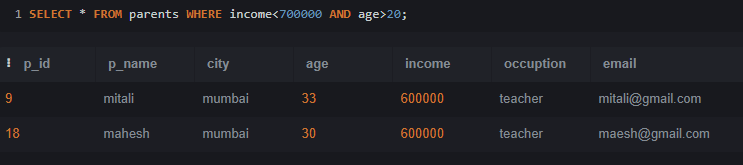 1 SELECT * FROM parents WHERE income<700000 AND age>20;
p_id p_name city age income occuption email
9 mitali mumbai 33 600000 teacher mitali@gmail.com
18 mahesh mumbai 30 600000 teacher maesh@gmail.com